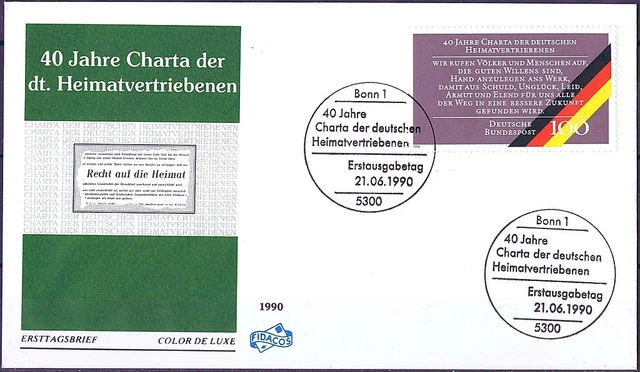 40 Jahre Charta der
dt. Heimatvertriebenen
CHARTA DER DEUTSCHEN HEIMATVERTRIEBENEN
Recht auf die Heimat
ERSTTAGSBRIEF
COLOR DE LUXE
1990
FIDACOS
40 JAHRE CHARTA DER DEUTSCHEN
HEIMATVERTRIEBENEN
WIR RUFEN VÖLKER UND MENSCHEN AUF,
DIE GUTEN WILLENS SIND,
HAND ANZULEGEN ANS WERK,
DAMIT AUS SCHULD, UNGLÜCK, LEID,
ARMUT UND ELEND FÜR UNS ALLE
DER WEG IN EINE BESSERE ZUKUNFT
GEFUNDEN WIRD.
DEUTSCHE
BUNDESPOST 100
Bonn 1
40 Jahre
Charta der deutschen
Heimatvertriebenen
Erstausgabetag
21.06.1990
5300
Bonn 1
40 Jahre
Charta der deutschen
Heimatvertriebenen
Erstausgabetag
21.06.1990
5300